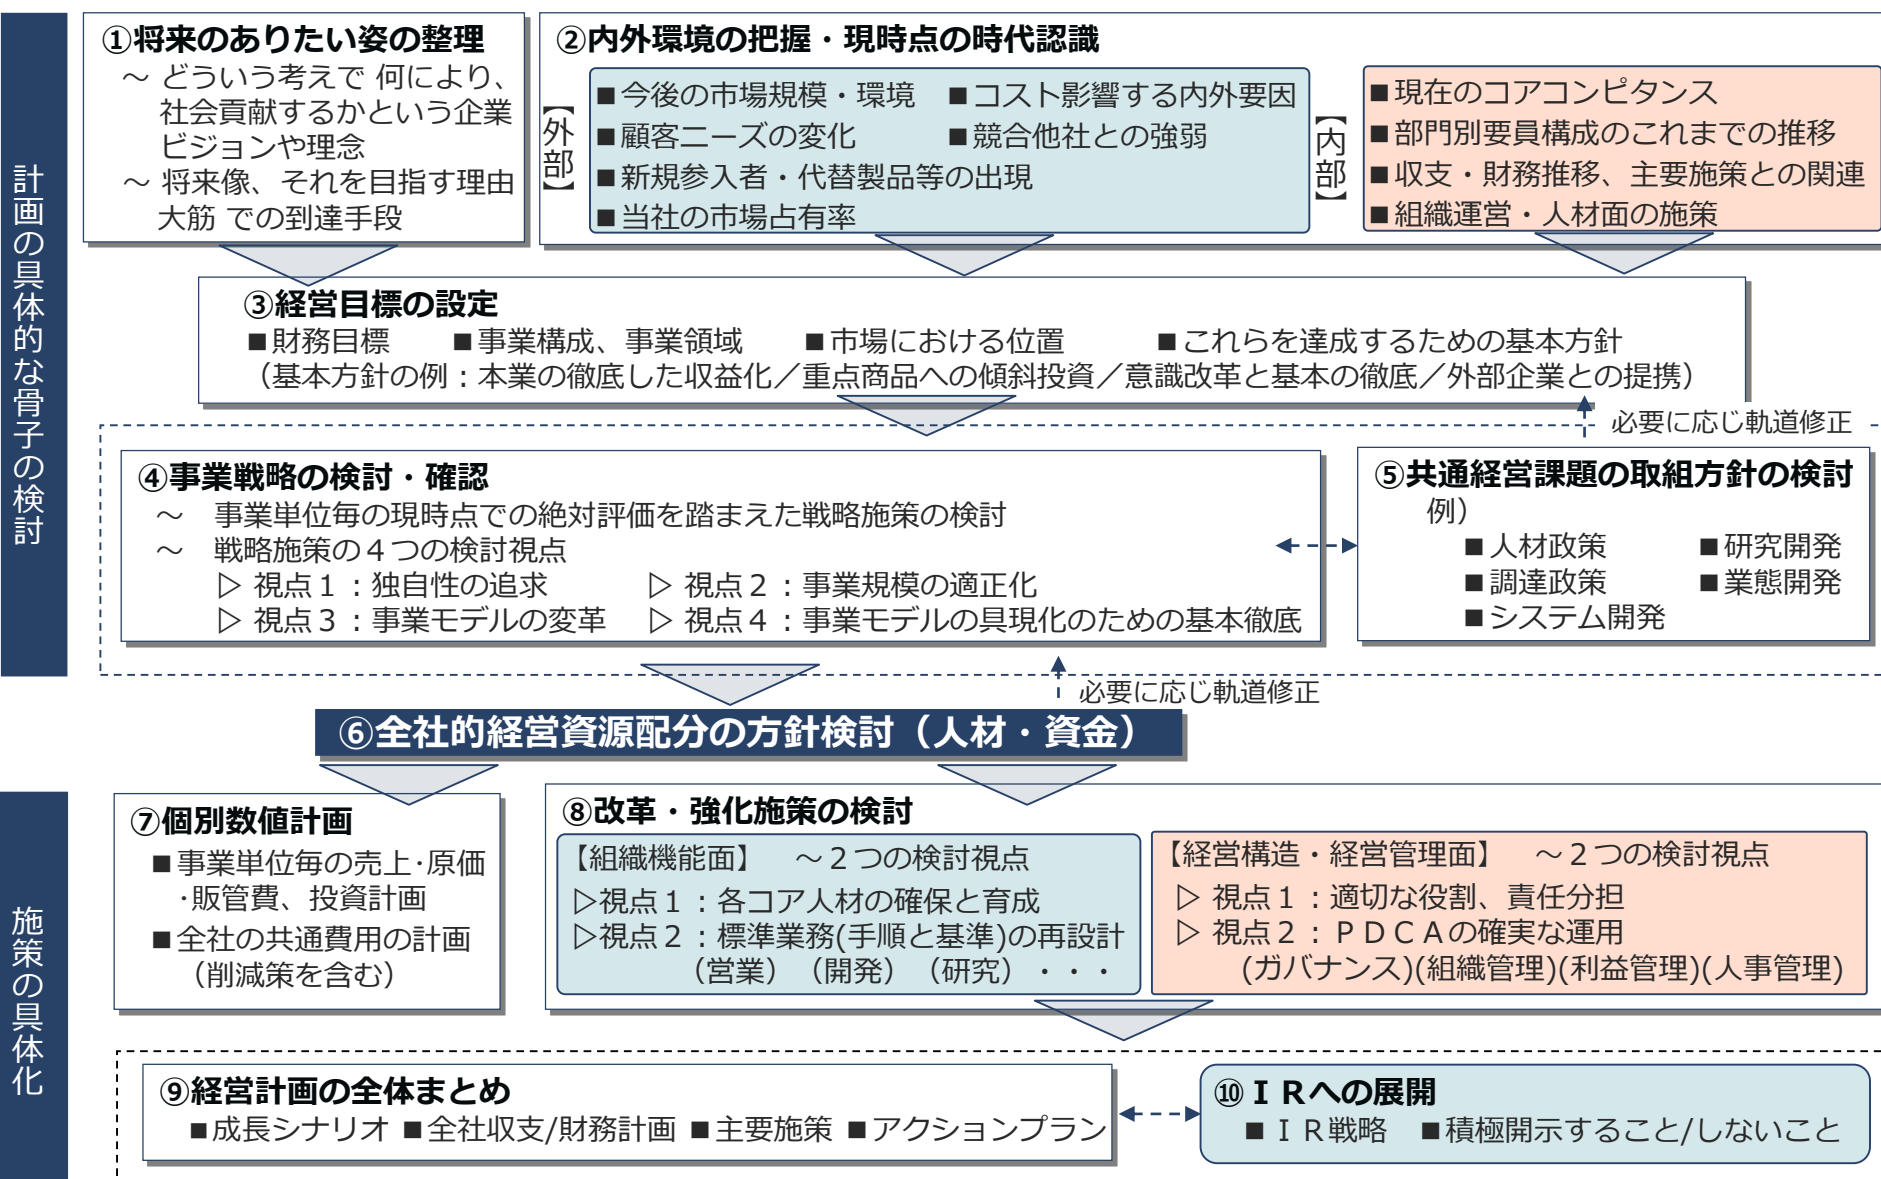 計画の具体的な骨子の検討
①将来のありたい姿の整理
～ どういう考えで 何により、
社会貢献するかという企業
ビジョンや理念
～ 将来像、それを目指す理由
大筋 での到達手段
②内外環境の把握・現時点の時代認識
【外部】
■今後の市場規模・環境 ■コスト影響する内外要因
■顧客ニーズの変化 ■競合他社との強弱
■新規参入者・代替製品等の出現
■当社の市場占有率
【内部】
■現在のコアコンピタンス
■部門別要員構成のこれまでの推移
■収支・財務推移、主要施策との関連
■組織運営・人材面の施策
③経営目標の設定
■財務目標 ■事業構成、事業領域 ■市場における位置 ■これらを達成するための基本方針
（基本方針の例：本業の徹底した収益化／重点商品への傾斜投資／意識改革と基本の徹底／外部企業との提携）
必要に応じ軌道修正
④事業戦略の検討・確認
～ 事業単位毎の現時点での絶対評価を踏まえた戦略施策の検討
～ 戦略施策の４つの検討視点
▷ 視点１：独自性の追求 ▷ 視点２：事業規模の適正化
▷ 視点３：事業モデルの変革 ▷ 視点４：事業モデルの具現化のための基本徹底
⑤共通経営課題の取組方針の検討
例）
■人材政策 ■研究開発
■調達政策 ■業態開発
■システム開発
必要に応じ軌道修正
⑥全社的経営資源配分の方針検討（人材・資金）
施策の具体化
⑦個別数値計画
■事業単位毎の売上･原価
･販管費、投資計画
■全社の共通費用の計画
（削減策を含む）
⑧改革・強化施策の検討
【組織機能面】 ～２つの検討視点
▷視点１：各コア人材の確保と育成
▷視点２：標準業務(手順と基準)の再設計
（営業）（開発）（研究）・・・
【経営構造・経営管理面】 ～２つの検討視点
▷ 視点１：適切な役割、責任分担
▷ 視点２：ＰＤＣＡの確実な運用
(ガバナンス)(組織管理)(利益管理)(人事管理)
⑨経営計画の全体まとめ
■成長シナリオ ■全社収支/財務計画 ■主要施策 ■アクションプラン
⑩ＩＲへの展開
■ＩＲ戦略 ■積極開示すること/しないこと